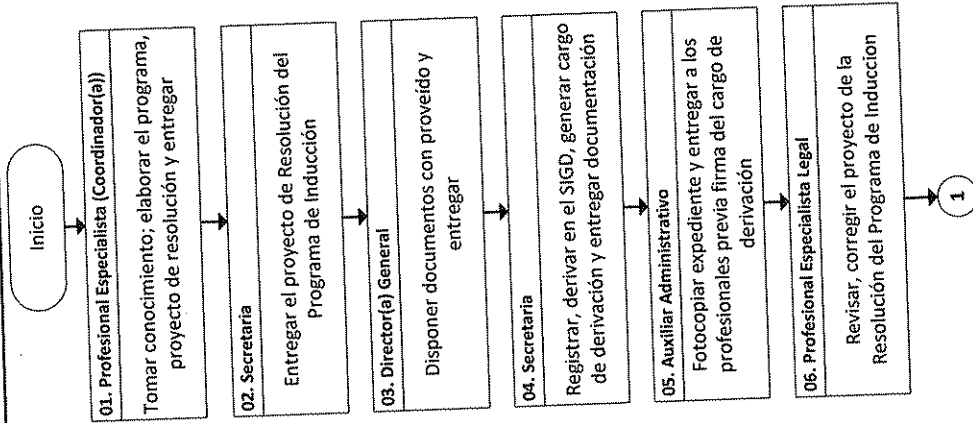 Inicio
01. Profesional Especialista (Coordinador(a))
Tomar conocimiento; elaborar el programa,
proyecto de resolución y entregar
02. Secretaria
Entregar el proyecto de Resolución del
Programa de Inducción
03. Director(a) General
Disponer documentos con proveído y
entregar
04. Secretaria
Registrar, derivar en el SIGD, generar cargo
de derivación y entregar documentación
05. Auxiliar Administrativo
Fotocopiar expediente y entregar a los
profesionales previa firma del cargo de
derivación
06. Profesional Especialista Legal
Revisar, corregir el proyecto de la
Resolución del Programa de Induccion
1